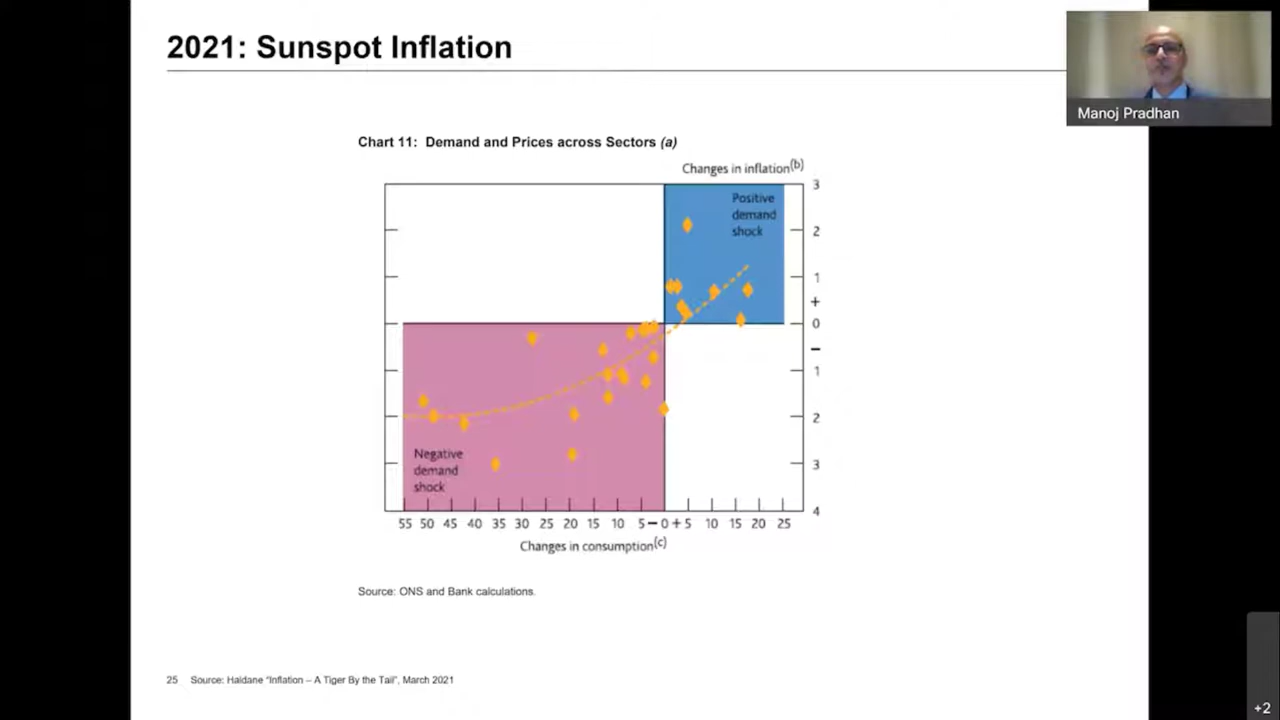 2021: Sunspot Inflation
Manoj Pradhan
Chart 11: Demand and Prices across Sectors (a)
Changes in inflation(b)
Positive
demand
shock
3
2
1
+
0
−
1
2
3
4
Negative
demand
shock
55 50 45 40 35 30 25 20 15 10 5 − 0 + 5 10 15 20 25
Changes in consumption(c)
Source: ONS and Bank calculations.
25 Source: Haldane "Inflation – A Tiger By the Tail", March 2021
+2